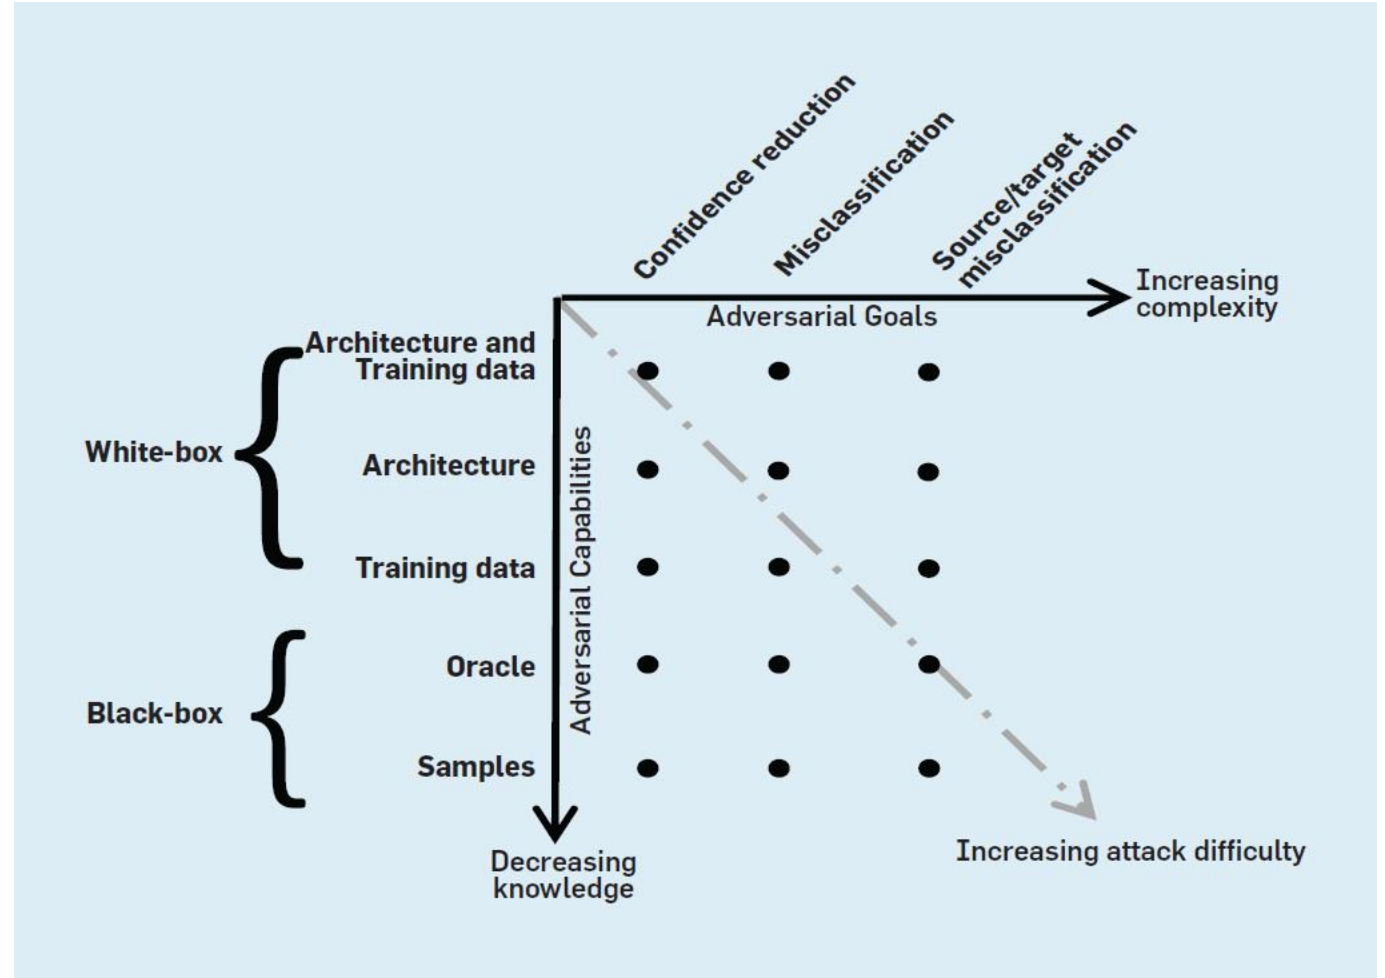 Confidence reduction
Misclassification
Source/target
misclassification
Increasing
complexity
Adversarial Goals
Architecture and
Training data
White-box
Architecture
Adversarial Capabilities
Training data
Oracle
Black-box
Samples
Decreasing
knowledge
Increasing attack difficulty